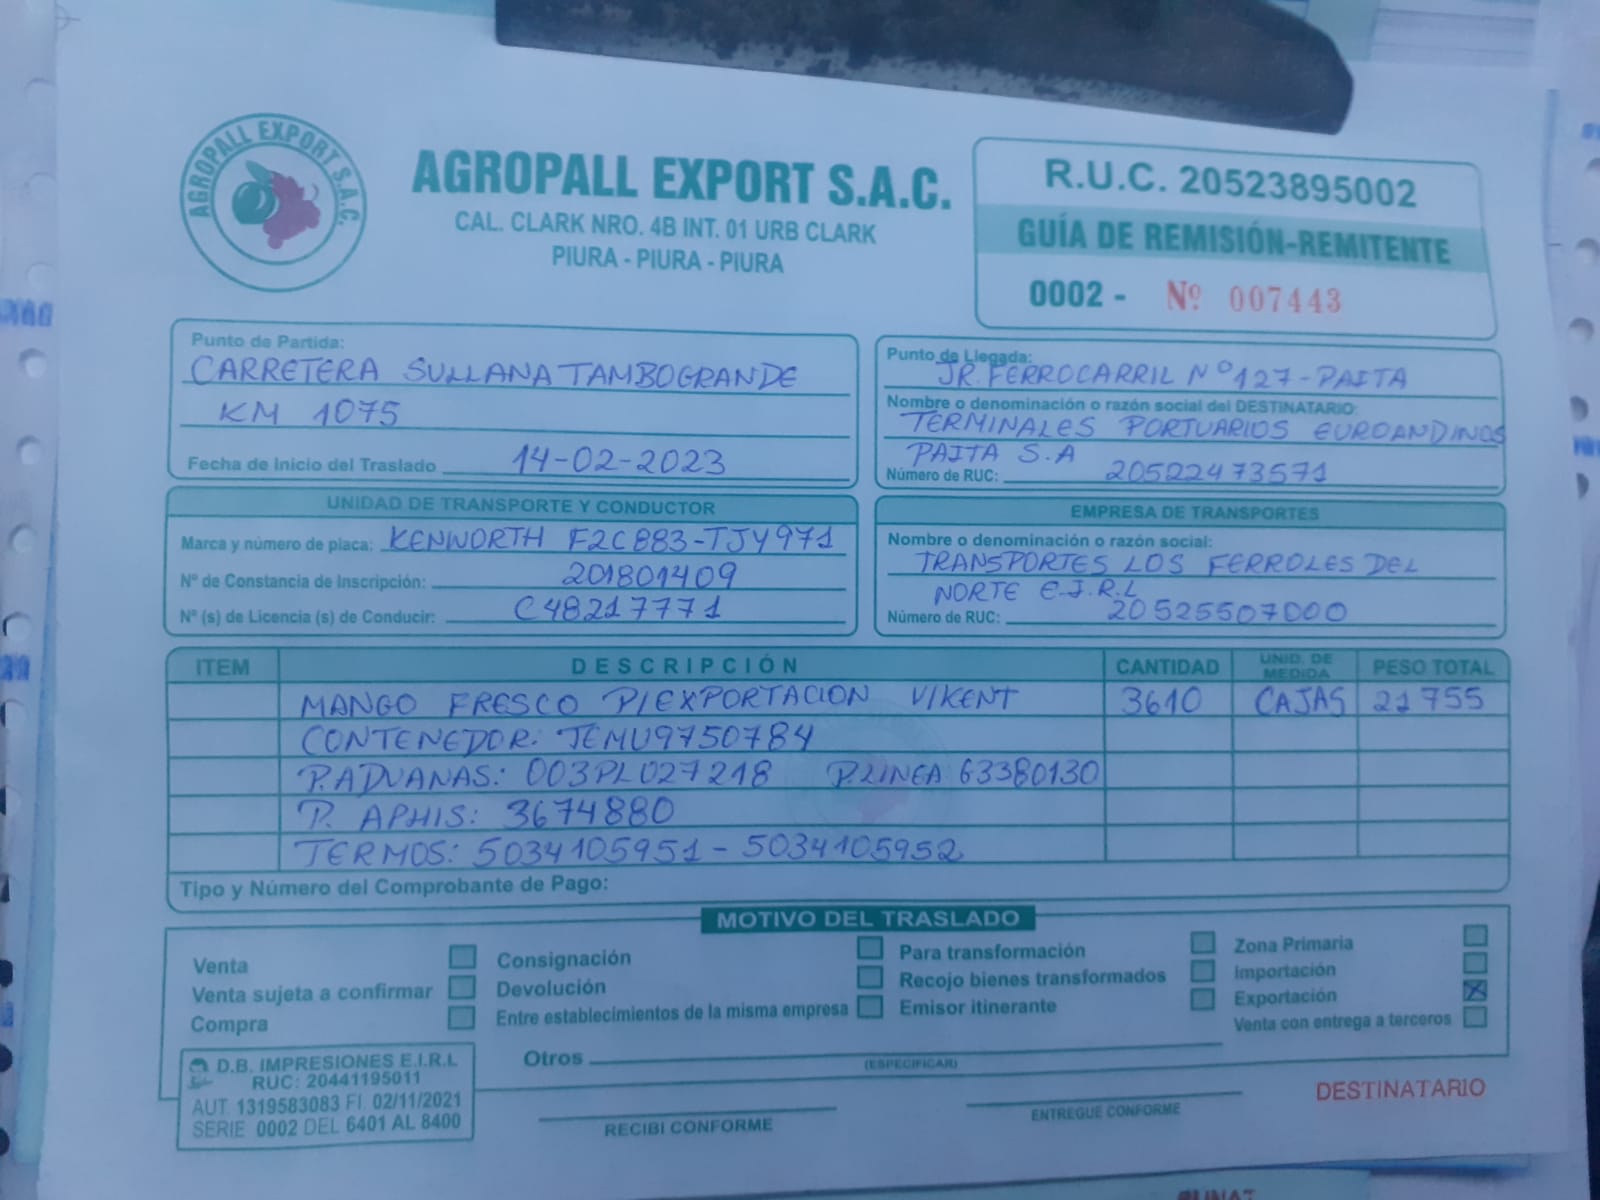 AGROPALL EXPORT S.A.C.
AGROPALL EXPORT S.A.C.
CAL. CLARK NRO. 4B INT. 01 URB CLARK
PIURA - PIURA - PIURA
R.U.C. 20523895002
GUÍA DE REMISIÓN-REMITENTE
0002 - Nº 007443
Punto de Partida:
CARRETERA SULLANA TAMBOGRANDE
KM 1075
Fecha de Inicio del Traslado 14-02-2023
Punto de Llegada:
JR. FERROCARRIL Nº 127 - PAITA
Nombre o denominación o razón social del DESTINATARIO:
TERMINALES PORTUARIOS EUROANDINOS
PAITA S.A
Número de RUC: 20522473571
UNIDAD DE TRANSPORTE Y CONDUCTOR
Marca y número de placa: KENWORTH F2C883-TJY971
Nº de Constancia de Inscripción: 201801409
Nº (s) de Licencia (s) de Conducir: C48217771
EMPRESA DE TRANSPORTES
Nombre o denominación o razón social:
TRANSPORTES LOS FERROLES DEL
NORTE E.I.R.L
Número de RUC: 20525507000
ITEM DESCRIPCIÓN CANTIDAD UNID. DE MEDIDA PESO TOTAL
MANGO FRESCO P/EXPORTACION VIKENT 3610 CAJAS 21755
CONTENEDOR: TEMU9750784
P.ADUANAS: 003PL027218 P.LINEA 63380130
P. APHIS: 3674880
TERMOS: 5034105951 - 5034105952
Tipo y Número del Comprobante de Pago:
MOTIVO DEL TRASLADO
Venta
Venta sujeta a confirmar
Compra
Consignación
Devolución
Entre establecimientos de la misma empresa
Para transformación
Recojo bienes transformados
Emisor itinerante
Zona Primaria
Importación
Exportación X
Venta con entrega a terceros
Otros
(ESPECIFICAR)
D.B. IMPRESIONES E.I.R.L
RUC: 20441195011
AUT. 1319583083 F.I. 02/11/2021
SERIE 0002 DEL 6401 AL 8400
RECIBI CONFORME
ENTREGUE CONFORME
DESTINATARIO